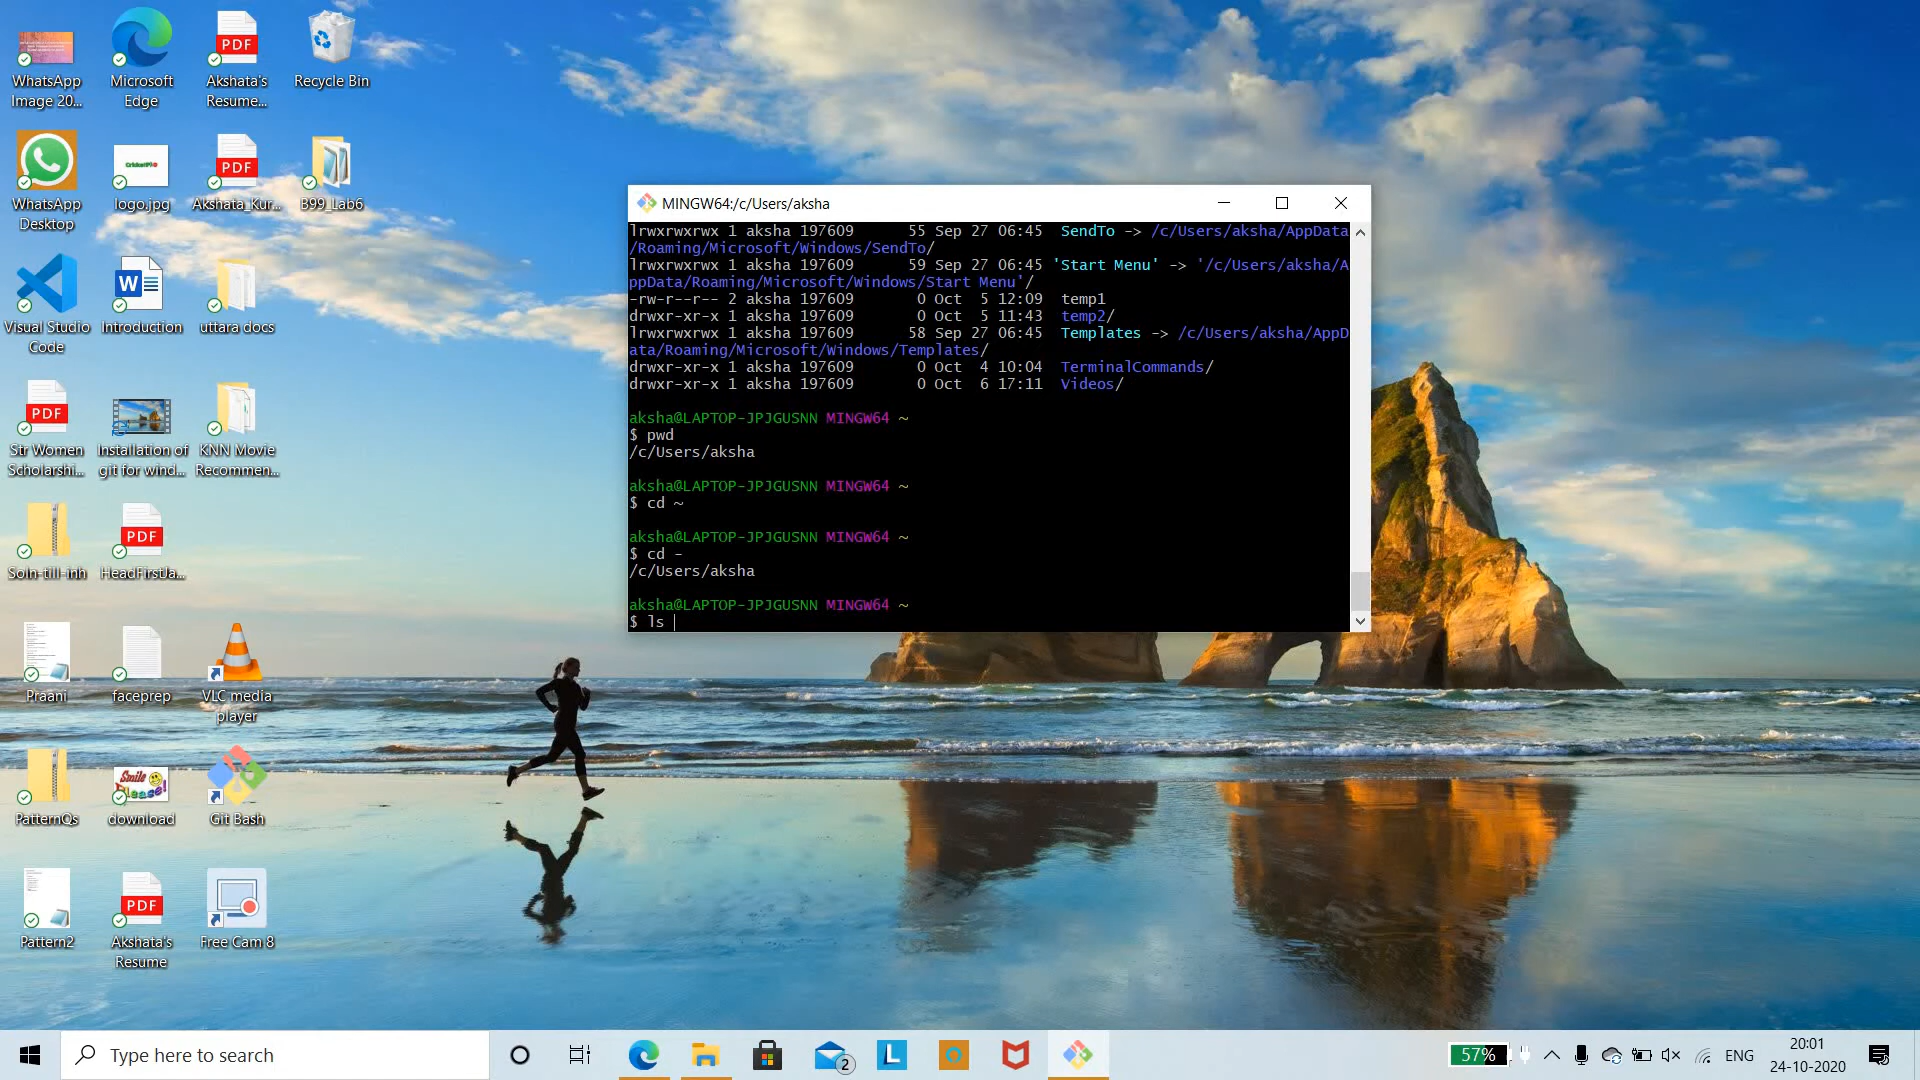 WhatsApp
Image 20...
Microsoft
Edge
PDF
Akshata's
Resume...
Recycle Bin
WhatsApp
Desktop
logo.jpg
PDF
Akshata_Kur...
B99_Lab6
Visual Studio
Code
W
Introduction
uttara docs
PDF
Str Women
Scholarshi...
Installation of
git for wind...
KNN Movie
Recommen...
Soln-till-inh
PDF
HeadFirstJa...
Praani
faceprep
VLC media
player
PatternQs
Smile
Please!
download
Git Bash
Pattern2
PDF
Akshata's
Resume
Free Cam 8
MINGW64:/c/Users/aksha
lrwxrwxrwx 1 aksha 197609      55 Sep 27 06:45  SendTo -> /c/Users/aksha/AppData
/Roaming/Microsoft/Windows/SendTo/
lrwxrwxrwx 1 aksha 197609      59 Sep 27 06:45 'Start Menu' -> '/c/Users/aksha/A
ppData/Roaming/Microsoft/Windows/Start Menu'/
-rw-r--r-- 2 aksha 197609       0 Oct  5 12:09  temp1
drwxr-xr-x 1 aksha 197609       0 Oct  5 11:43  temp2/
lrwxrwxrwx 1 aksha 197609      58 Sep 27 06:45  Templates -> /c/Users/aksha/AppD
ata/Roaming/Microsoft/Windows/Templates/
drwxr-xr-x 1 aksha 197609       0 Oct  4 10:04  TerminalCommands/
drwxr-xr-x 1 aksha 197609       0 Oct  6 17:11  Videos/
aksha@LAPTOP-JPJGUSNN MINGW64 ~
$ pwd
/c/Users/aksha
aksha@LAPTOP-JPJGUSNN MINGW64 ~
$ cd ~
aksha@LAPTOP-JPJGUSNN MINGW64 ~
$ cd -
/c/Users/aksha
aksha@LAPTOP-JPJGUSNN MINGW64 ~
$ ls
Type here to search
2
L
57%
ENG
20:01
24-10-2020